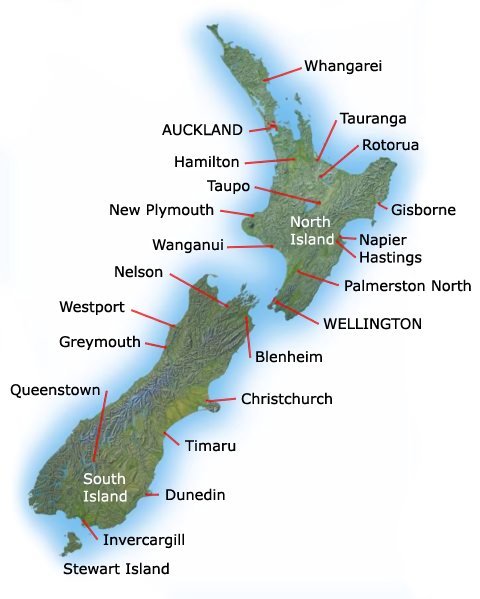 Whangarei
AUCKLAND
Tauranga
Rotorua
Hamilton
Taupo
New Plymouth
Gisborne
North
Island
Wanganui
Napier
Hastings
Nelson
Palmerston North
Westport
WELLINGTON
Greymouth
Blenheim
Queenstown
Christchurch
Timaru
South
Island
Dunedin
Invercargill
Stewart Island